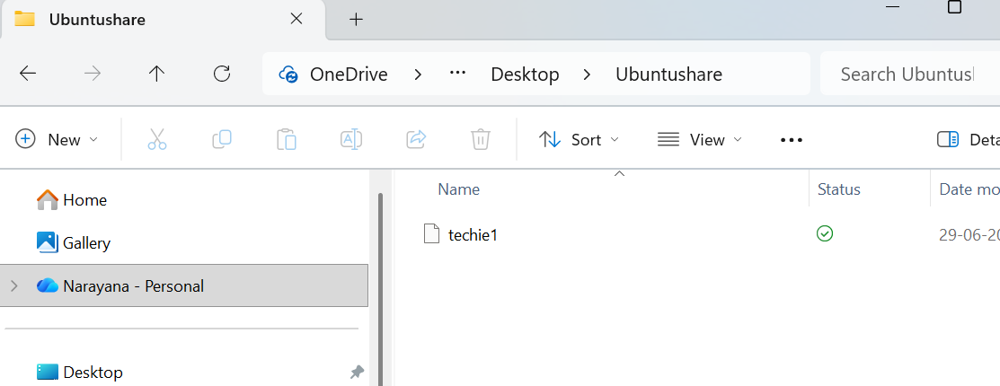 Ubuntushare
OneDrive > ... Desktop > Ubuntushare
Search Ubuntus
New
Sort
View
Deta
Home
Gallery
Narayana - Personal
Desktop
Name
Status
Date mo
techie1
29-06-20